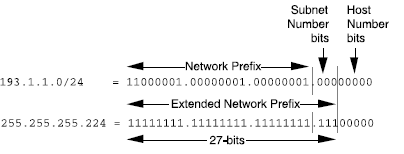 Subnet Number bits
Host Number bits
Network Prefix
193.1.1.0/24 = 11000001.00000001.00000001.00000000
Extended Network Prefix
255.255.255.224 = 11111111.11111111.11111111.11100000
27-bits